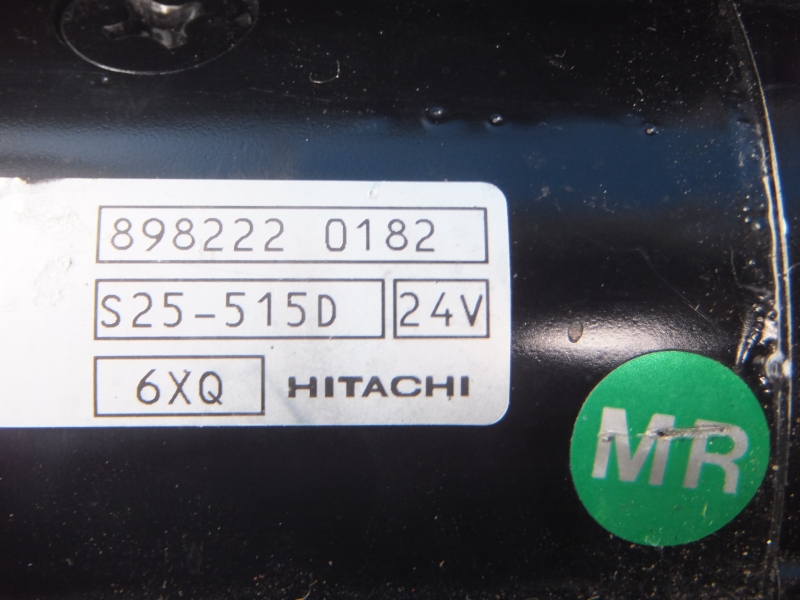 898222 0182
S25-515D 24V
6XQ HITACHI
MR